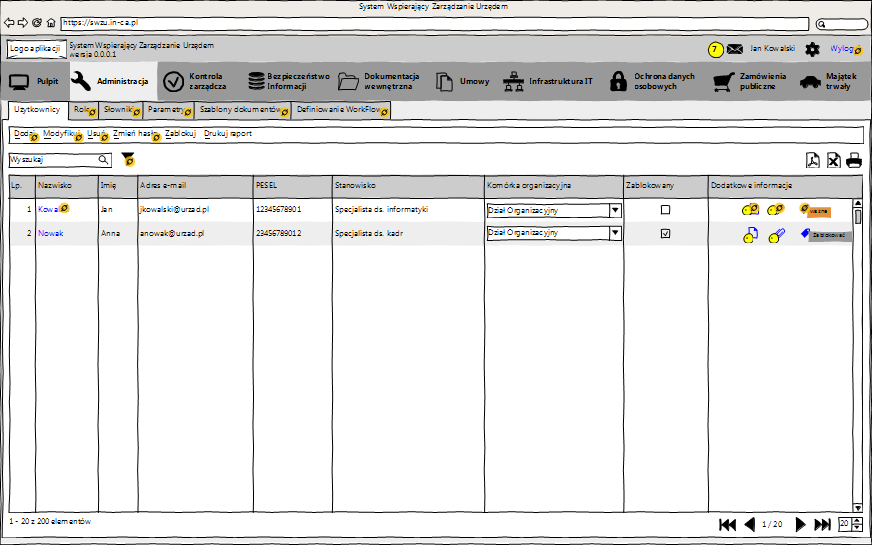 System Wspierający Zarządzanie Urzędem
https://swzu.in-ca.pl
Logo aplikacji
System Wspierający Zarządzanie Urzędem
wersja 0.0.0.1
7
Jan Kowalski
Wylog
Pulpit
Administracja
Kontrola
zarządcza
Bezpieczeństwo
Informacji
Dokumentacja
wewnętrzna
Umowy
Infrastruktura IT
Ochrona danych
osobowych
Zamówienia
publiczne
Majątek
trwały
Użytkownicy
Role
Słowniki
Parametry
Szablony dokumentów
Definiowanie WorkFlow
Dodaj Modyfikuj Usuń Zmień hasło Zablokuj Drukuj raport
Wyszukaj
Lp. Nazwisko Imię Adres e-mail PESEL Stanowisko Komórka organizacyjna Zablokowany Dodatkowe informacje
1 Kowal Jan jkowalski@urzad.pl 12345678901 Specjalista ds. informatyki Dział Organizacyjny ważne
2 Nowak Anna anowak@urzad.pl 23456789012 Specjalista ds. kadr Dział Organizacyjny Zablokować
1 - 20 z 200 elementów
1 / 20
20